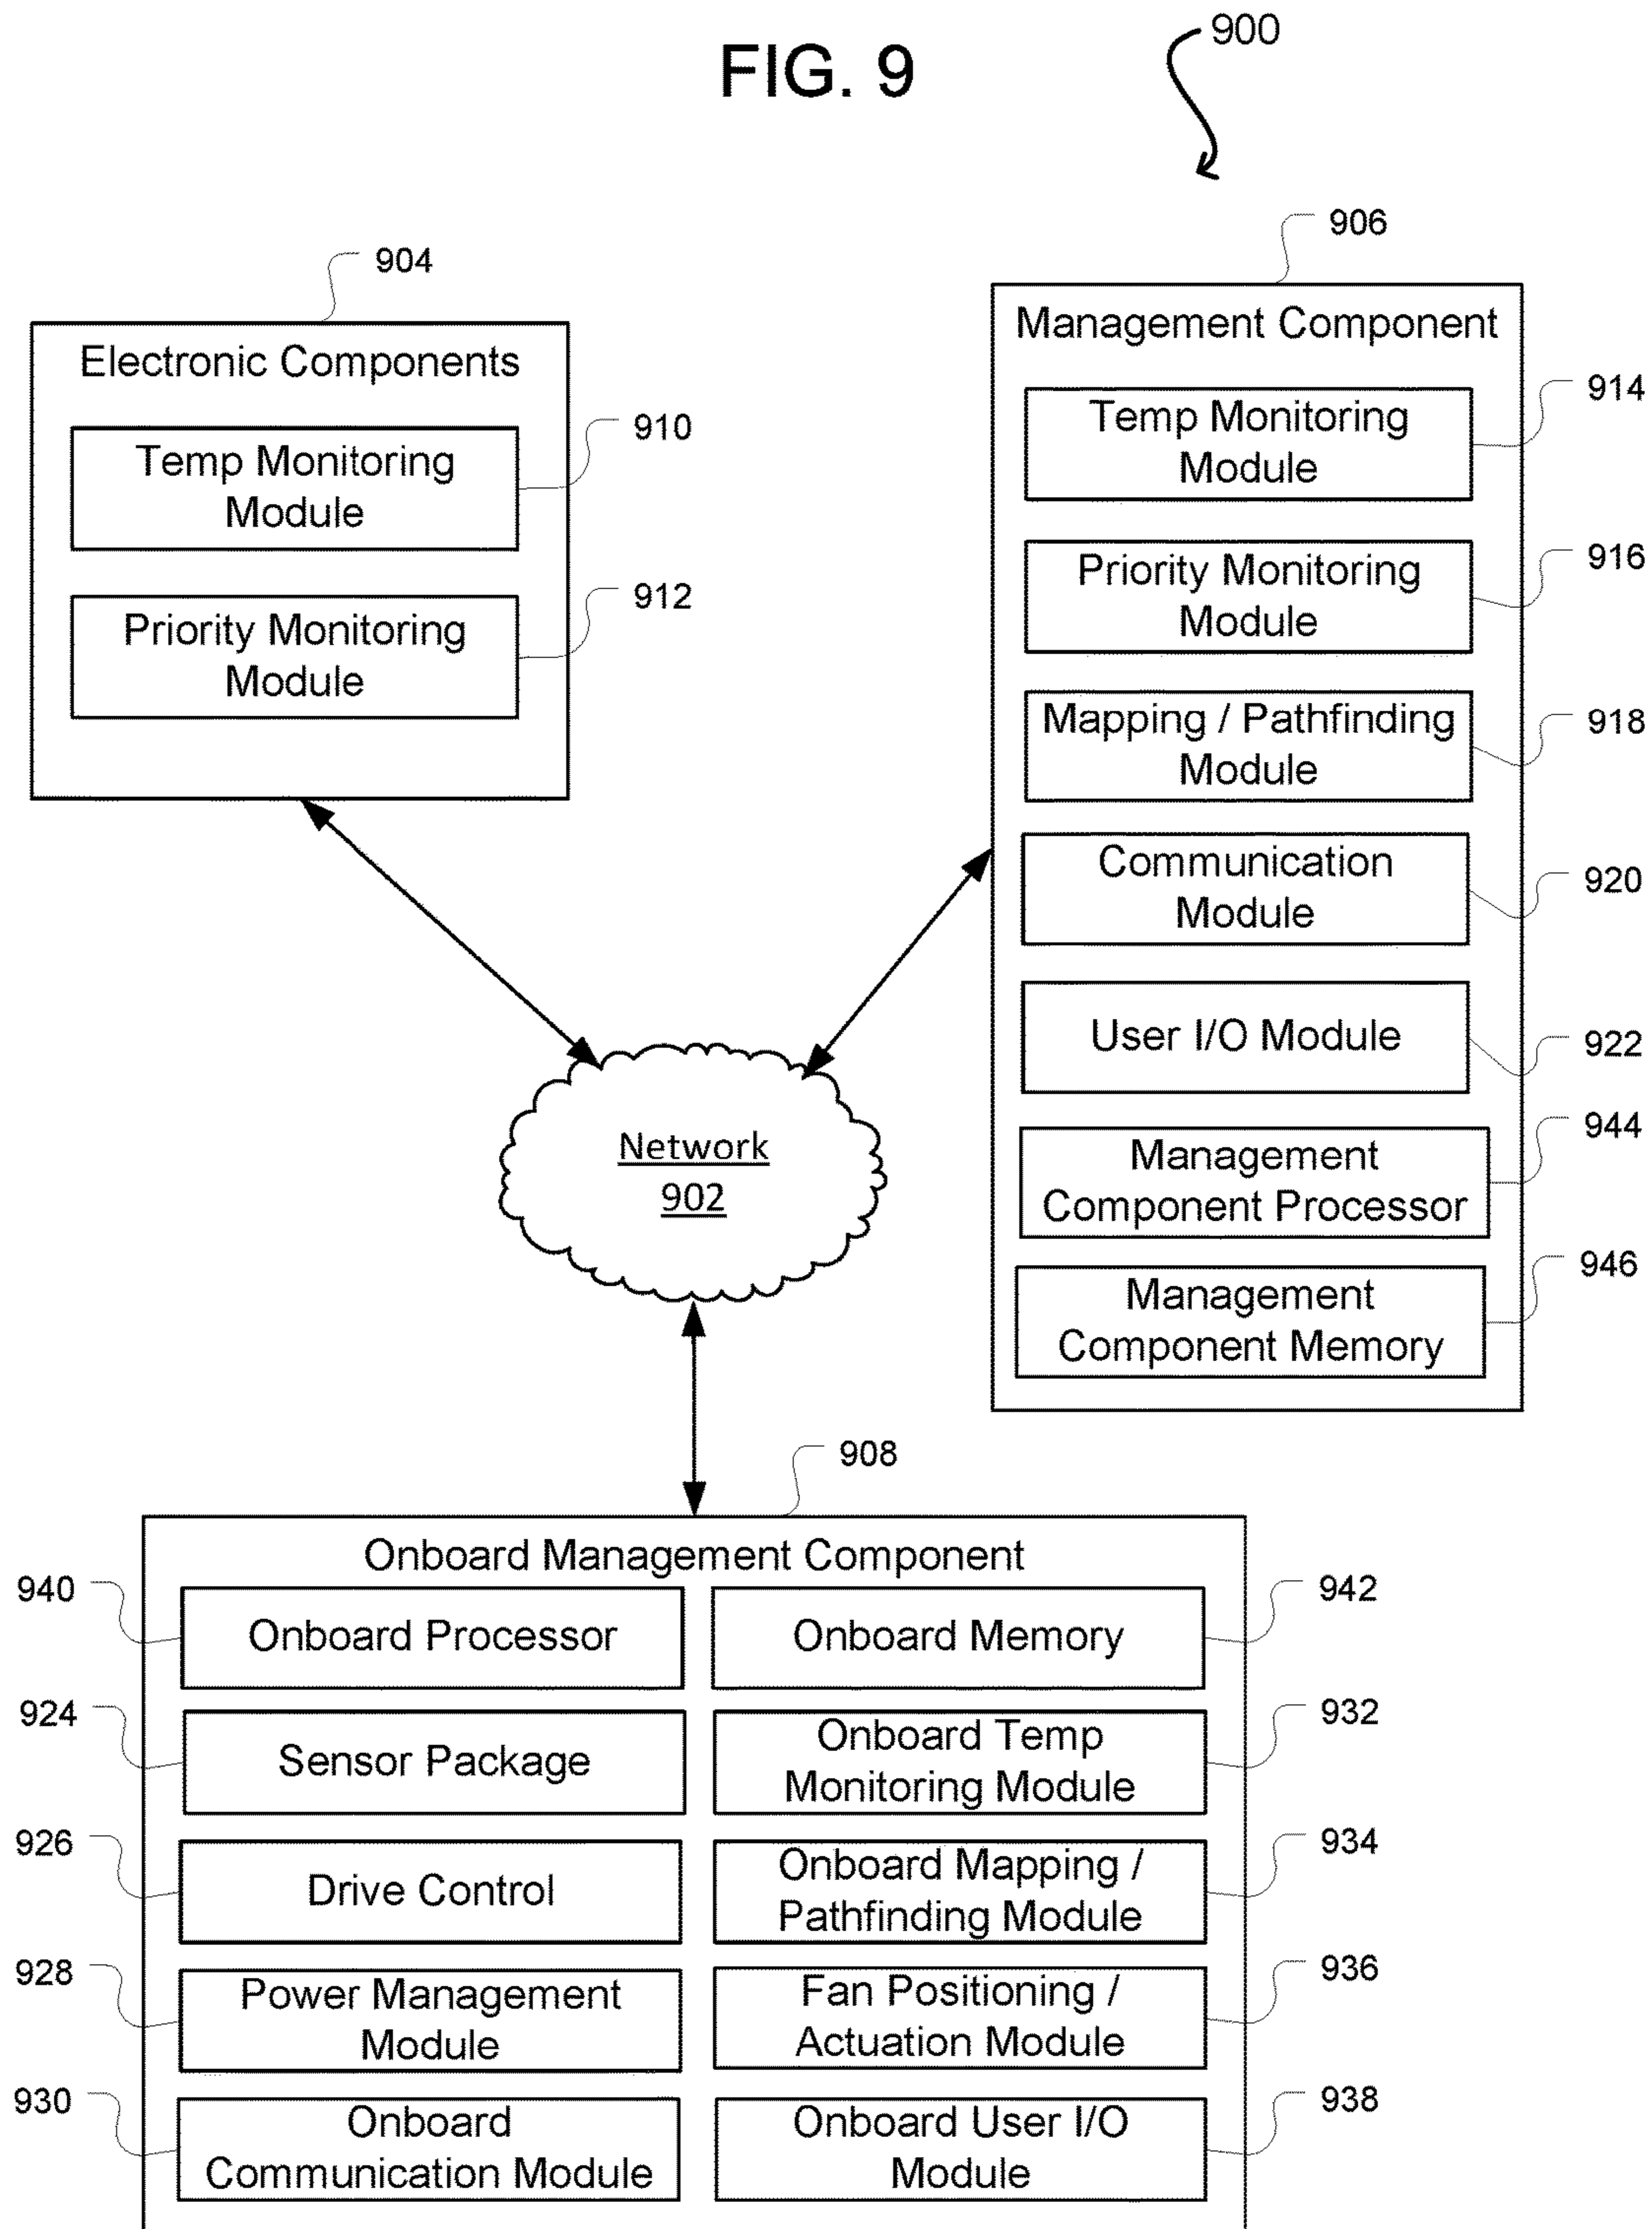 FIG. 9
900
904
Electronic Components
Temp Monitoring
Module
910
Priority Monitoring
Module
912
906
Management Component
Temp Monitoring
Module
914
Priority Monitoring
Module
916
Mapping / Pathfinding
Module
918
Communication
Module
920
User I/O Module
922
Management
Component Processor
944
Management
Component Memory
946
Network
902
908
Onboard Management Component
940
Onboard Processor
Onboard Memory
942
924
Sensor Package
Onboard Temp
Monitoring Module
932
926
Drive Control
Onboard Mapping /
Pathfinding Module
934
928
Power Management
Module
Fan Positioning /
Actuation Module
936
930
Onboard
Communication Module
Onboard User I/O
Module
938